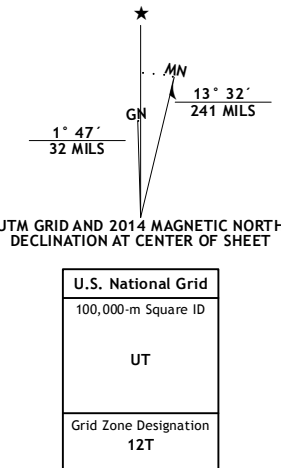 ★
MN
GN
13° 32´
241 MILS
1° 47´
32 MILS
UTM GRID AND 2014 MAGNETIC NORTH
DECLINATION AT CENTER OF SHEET
U.S. National Grid
100,000-m Square ID
UT
Grid Zone Designation
12T